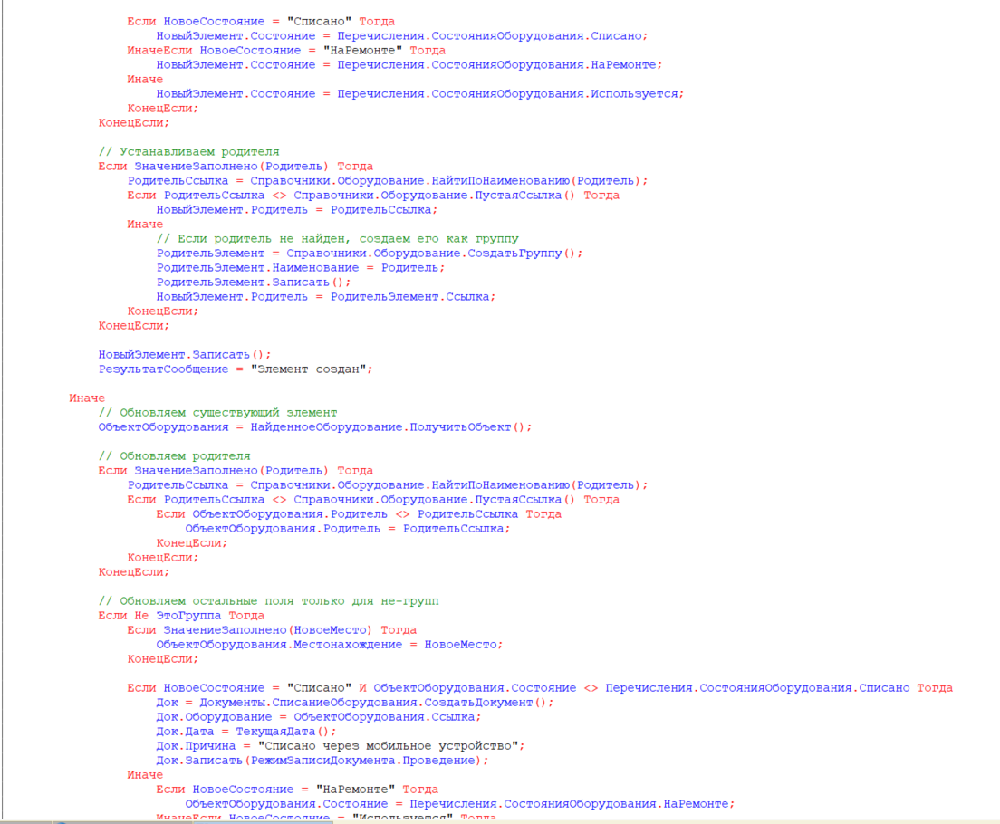 Если НовоеСостояние = "Списано" Тогда
НовыйЭлемент.Состояние = Перечисления.СостоянияОборудования.Списано;
ИначеЕсли НовоеСостояние = "НаРемонте" Тогда
НовыйЭлемент.Состояние = Перечисления.СостоянияОборудования.НаРемонте;
Иначе
НовыйЭлемент.Состояние = Перечисления.СостоянияОборудования.Используется;
КонецЕсли;
КонецЕсли;
// Устанавливаем родителя
Если ЗначениеЗаполнено(Родитель) Тогда
РодительСсылка = Справочники.Оборудование.НайтиПоНаименованию(Родитель);
Если РодительСсылка <> Справочники.Оборудование.ПустаяСсылка() Тогда
НовыйЭлемент.Родитель = РодительСсылка;
Иначе
// Если родитель не найден, создаем его как группу
РодительЭлемент = Справочники.Оборудование.СоздатьГруппу();
РодительЭлемент.Наименование = Родитель;
РодительЭлемент.Записать();
НовыйЭлемент.Родитель = РодительЭлемент.Ссылка;
КонецЕсли;
КонецЕсли;
НовыйЭлемент.Записать();
РезультатСообщение = "Элемент создан";
Иначе
// Обновляем существующий элемент
ОбъектОборудования = НайденноеОборудование.ПолучитьОбъект();
// Обновляем родителя
Если ЗначениеЗаполнено(Родитель) Тогда
РодительСсылка = Справочники.Оборудование.НайтиПоНаименованию(Родитель);
Если РодительСсылка <> Справочники.Оборудование.ПустаяСсылка() Тогда
Если ОбъектОборудования.Родитель <> РодительСсылка Тогда
ОбъектОборудования.Родитель = РодительСсылка;
КонецЕсли;
КонецЕсли;
КонецЕсли;
// Обновляем остальные поля только для не-групп
Если Не ЭтоГруппа Тогда
Если ЗначениеЗаполнено(НовоеМесто) Тогда
ОбъектОборудования.Местонахождение = НовоеМесто;
КонецЕсли;
Если НовоеСостояние = "Списано" И ОбъектОборудования.Состояние <> Перечисления.СостоянияОборудования.Списано Тогда
Док = Документы.СписаниеОборудования.СоздатьДокумент();
Док.Оборудование = ОбъектОборудования.Ссылка;
Док.Дата = ТекущаяДата();
Док.Причина = "Списано через мобильное устройство";
Док.Записать(РежимЗаписиДокумента.Проведение);
Иначе
Если НовоеСостояние = "НаРемонте" Тогда
ОбъектОборудования.Состояние = Перечисления.СостоянияОборудования.НаРемонте;
ИначеЕсли НовоеСостояние = "Используется" Тогда